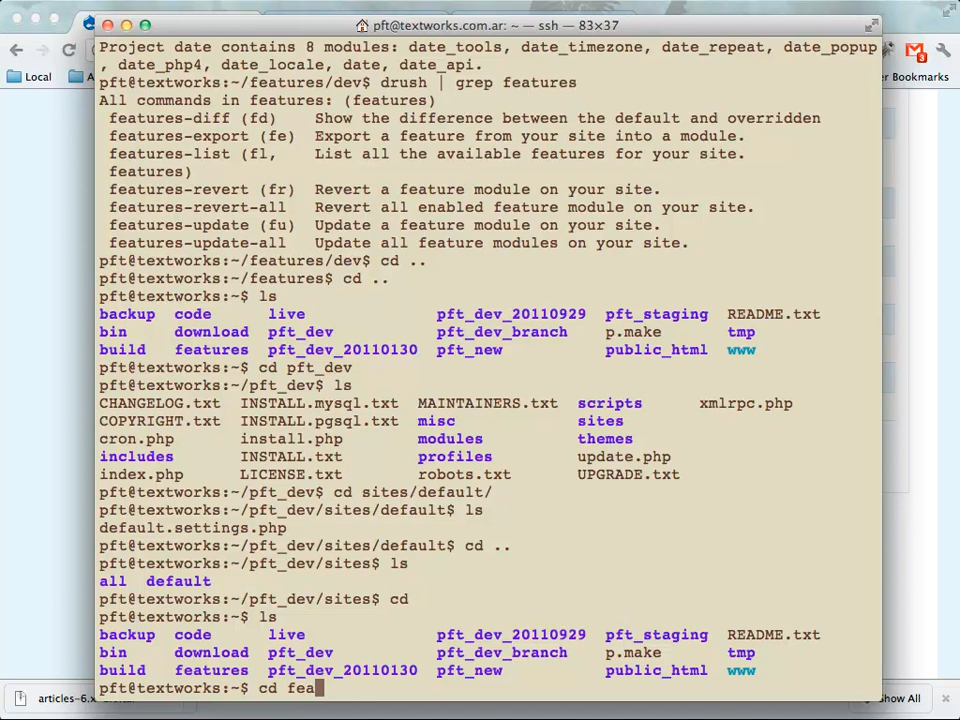 pft@textworks.com.ar: ~ — ssh — 83×37
Local
Bookmarks
3
Project date contains 8 modules: date_tools, date_timezone, date_repeat, date_popup
, date_php4, date_locale, date, date_api.
pft@textworks:~/features/dev$ drush | grep features
All commands in features: (features)
features-diff (fd) Show the difference between the default and overridden
features-export (fe) Export a feature from your site into a module.
features-list (fl, List all the available features for your site.
features)
features-revert (fr) Revert a feature module on your site.
features-revert-all Revert all enabled feature module on your site.
features-update (fu) Update a feature module on your site.
features-update-all Update all feature modules on your site.
pft@textworks:~/features/dev$ cd ..
pft@textworks:~/features$ cd ..
pft@textworks:~$ ls
backup code live pft_dev_20110929 pft_staging README.txt
bin download pft_dev pft_dev_branch p.make tmp
build features pft_dev_20110130 pft_new public_html www
pft@textworks:~$ cd pft_dev
pft@textworks:~/pft_dev$ ls
CHANGELOG.txt INSTALL.mysql.txt MAINTAINERS.txt scripts xmlrpc.php
COPYRIGHT.txt INSTALL.pgsql.txt misc sites
cron.php install.php modules themes
includes INSTALL.txt profiles update.php
index.php LICENSE.txt robots.txt UPGRADE.txt
pft@textworks:~/pft_dev$ cd sites/default/
pft@textworks:~/pft_dev/sites/default$ ls
default.settings.php
pft@textworks:~/pft_dev/sites/default$ cd ..
pft@textworks:~/pft_dev/sites$ ls
all default
pft@textworks:~/pft_dev/sites$ cd
pft@textworks:~$ ls
backup code live pft_dev_20110929 pft_staging README.txt
bin download pft_dev pft_dev_branch p.make tmp
build features pft_dev_20110130 pft_new public_html www
pft@textworks:~$ cd fea
articles-6.x
Show All